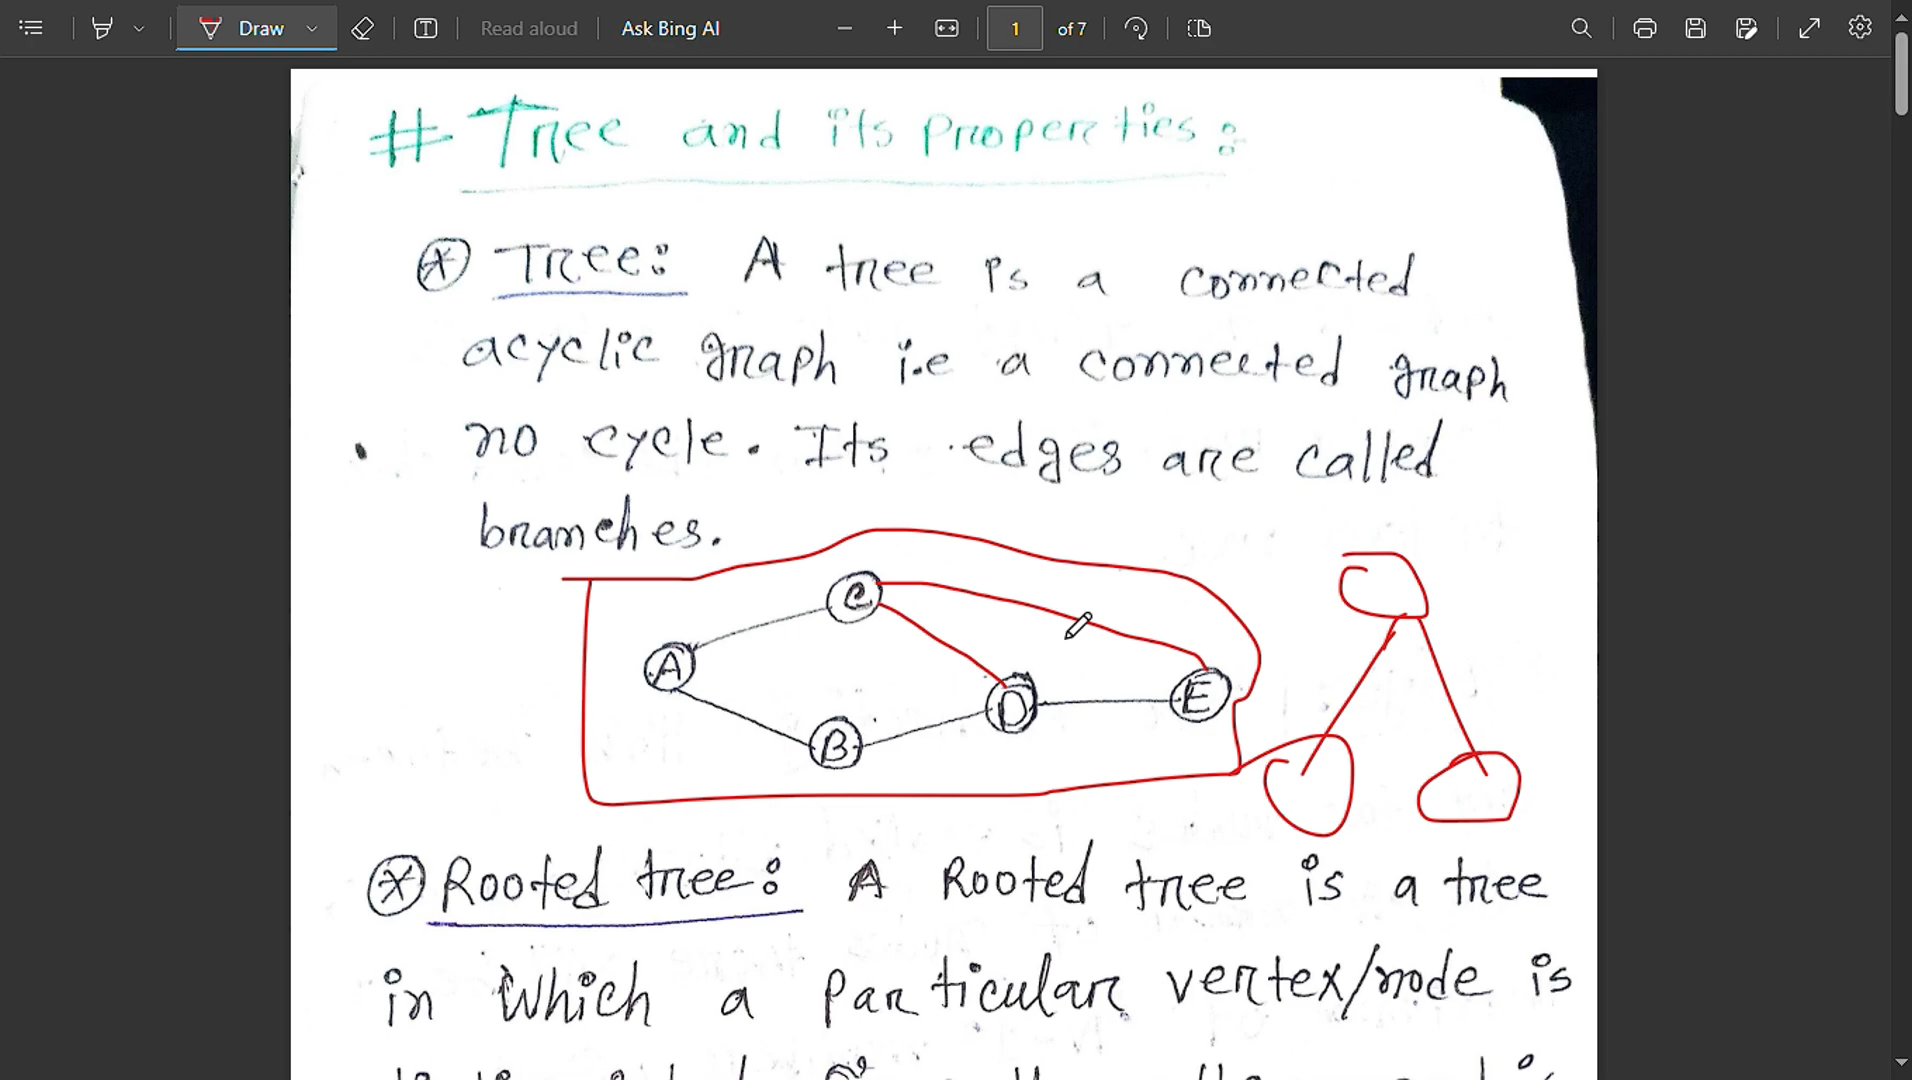 Draw
Read aloud
Ask Bing AI
1
of 7
# Tree and its properties:
Tree: A tree is a connected
acyclic graph i.e a connected graph
no cycle. Its edges are called
branches.
C
A
B
D
E
Rooted tree: A Rooted tree is a tree
in which a particular vertex/node is